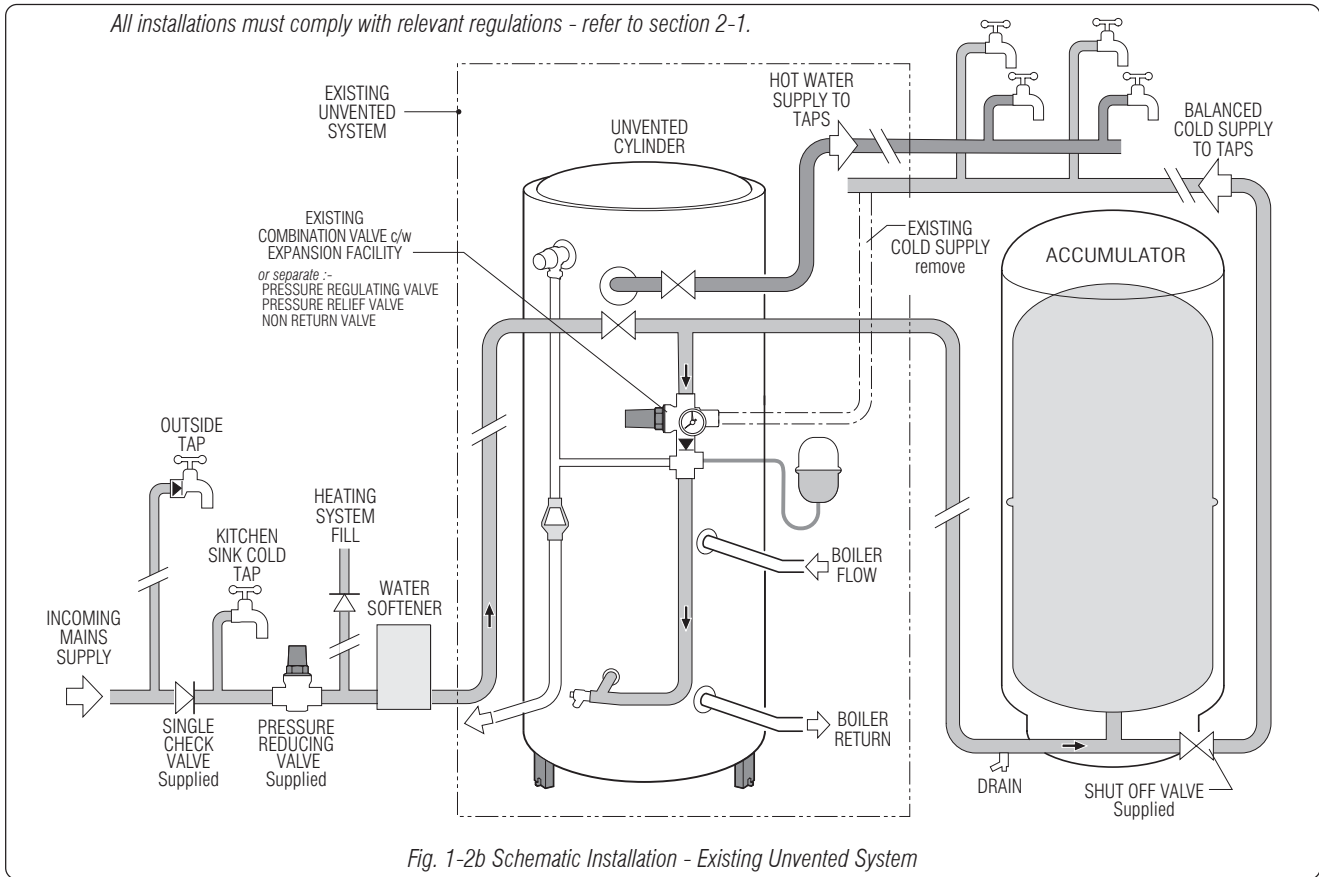 All installations must comply with relevant regulations - refer to section 2-1.
EXISTING
UNVENTED
SYSTEM
UNVENTED
CYLINDER
HOT WATER
SUPPLY TO
TAPS
BALANCED
COLD SUPPLY
TO TAPS
EXISTING
COMBINATION VALVE c/w
EXPANSION FACILITY
or separate :-
PRESSURE REGULATING VALVE
PRESSURE RELIEF VALVE
NON RETURN VALVE
EXISTING
COLD SUPPLY
remove
ACCUMULATOR
OUTSIDE
TAP
KITCHEN
SINK COLD
TAP
HEATING
SYSTEM
FILL
WATER
SOFTENER
INCOMING
MAINS
SUPPLY
SINGLE
CHECK
VALVE
Supplied
PRESSURE
REDUCING
VALVE
Supplied
BOILER
FLOW
BOILER
RETURN
DRAIN
SHUT OFF VALVE
Supplied
Fig. 1-2b Schematic Installation - Existing Unvented System